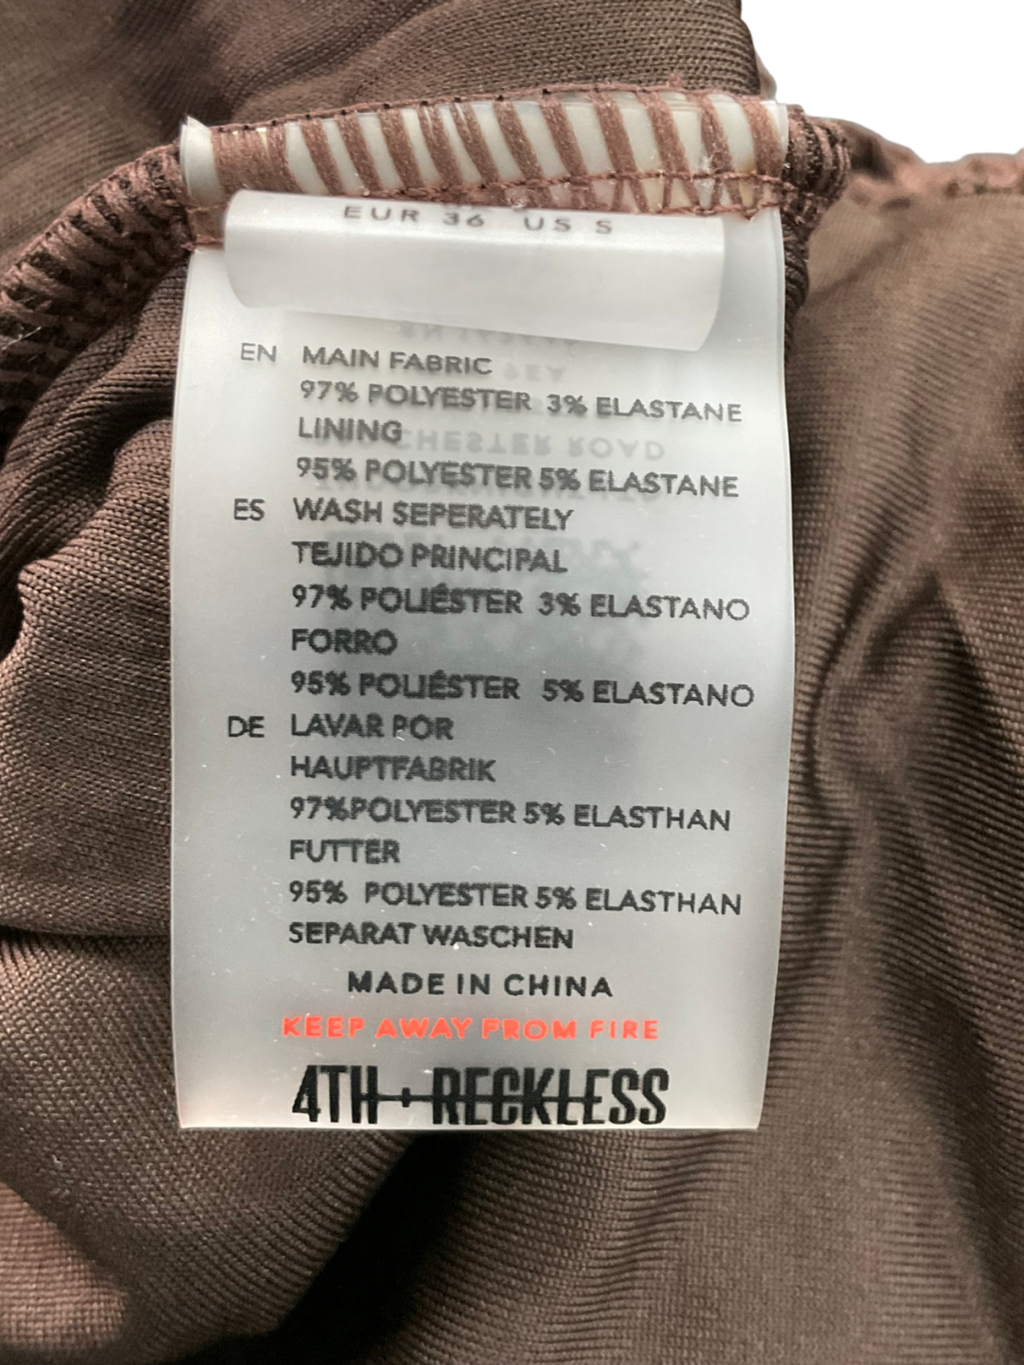 EUR 36 US S
EN MAIN FABRIC
97% POLYESTER 3% ELASTANE
LINING
95% POLYESTER 5% ELASTANE
ES WASH SEPERATELY
TEJIDO PRINCIPAL
97% POLIÉSTER 3% ELASTANO
FORRO
95% POLIÉSTER 5% ELASTANO
DE LAVAR POR
HAUPTFABRIK
97%POLYESTER 5% ELASTHAN
FUTTER
95% POLYESTER 5% ELASTHAN
SEPARAT WASCHEN
MADE IN CHINA
KEEP AWAY FROM FIRE
4TH+RECKLESS